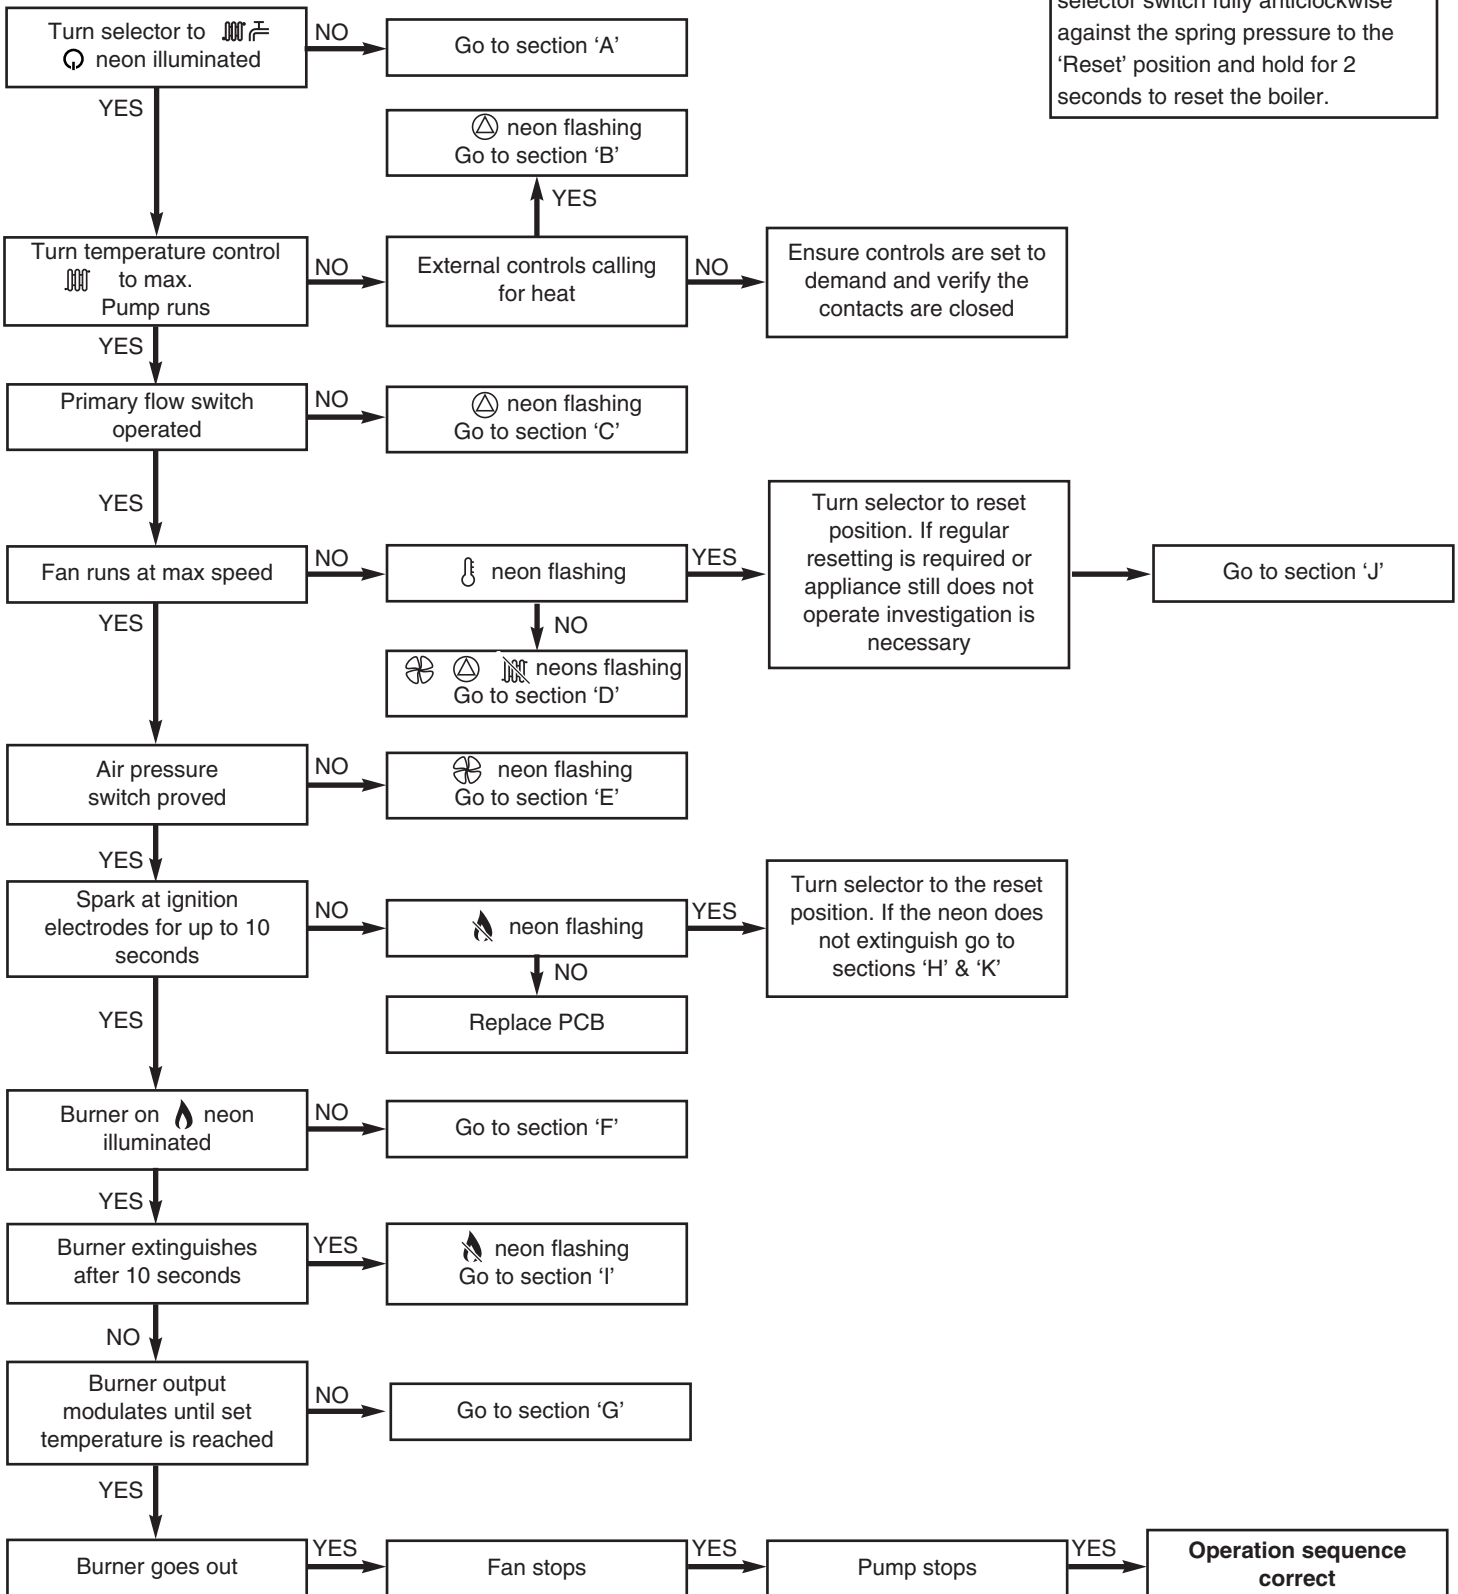 selector switch fully anticlockwise
against the spring pressure to the
‘Reset’ position and hold for 2
seconds to reset the boiler.
Turn selector to
neon illuminated
NO
Go to section ‘A’
YES
neon flashing
Go to section ‘B’
YES
Turn temperature control
to max.
Pump runs
NO
External controls calling
for heat
NO
Ensure controls are set to
demand and verify the
contacts are closed
YES
Primary flow switch
operated
NO
neon flashing
Go to section ‘C’
YES
Fan runs at max speed
NO
neon flashing
YES
Turn selector to reset
position. If regular
resetting is required or
appliance still does not
operate investigation is
necessary
Go to section ‘J’
NO
neons flashing
Go to section ‘D’
YES
Air pressure
switch proved
NO
neon flashing
Go to section ‘E’
YES
Spark at ignition
electrodes for up to 10
seconds
NO
neon flashing
YES
Turn selector to the reset
position. If the neon does
not extinguish go to
sections ‘H’ & ‘K’
NO
Replace PCB
YES
Burner on neon
illuminated
NO
Go to section ‘F’
YES
Burner extinguishes
after 10 seconds
YES
neon flashing
Go to section ‘I’
NO
Burner output
modulates until set
temperature is reached
NO
Go to section ‘G’
YES
Burner goes out
YES
Fan stops
YES
Pump stops
YES
Operation sequence
correct